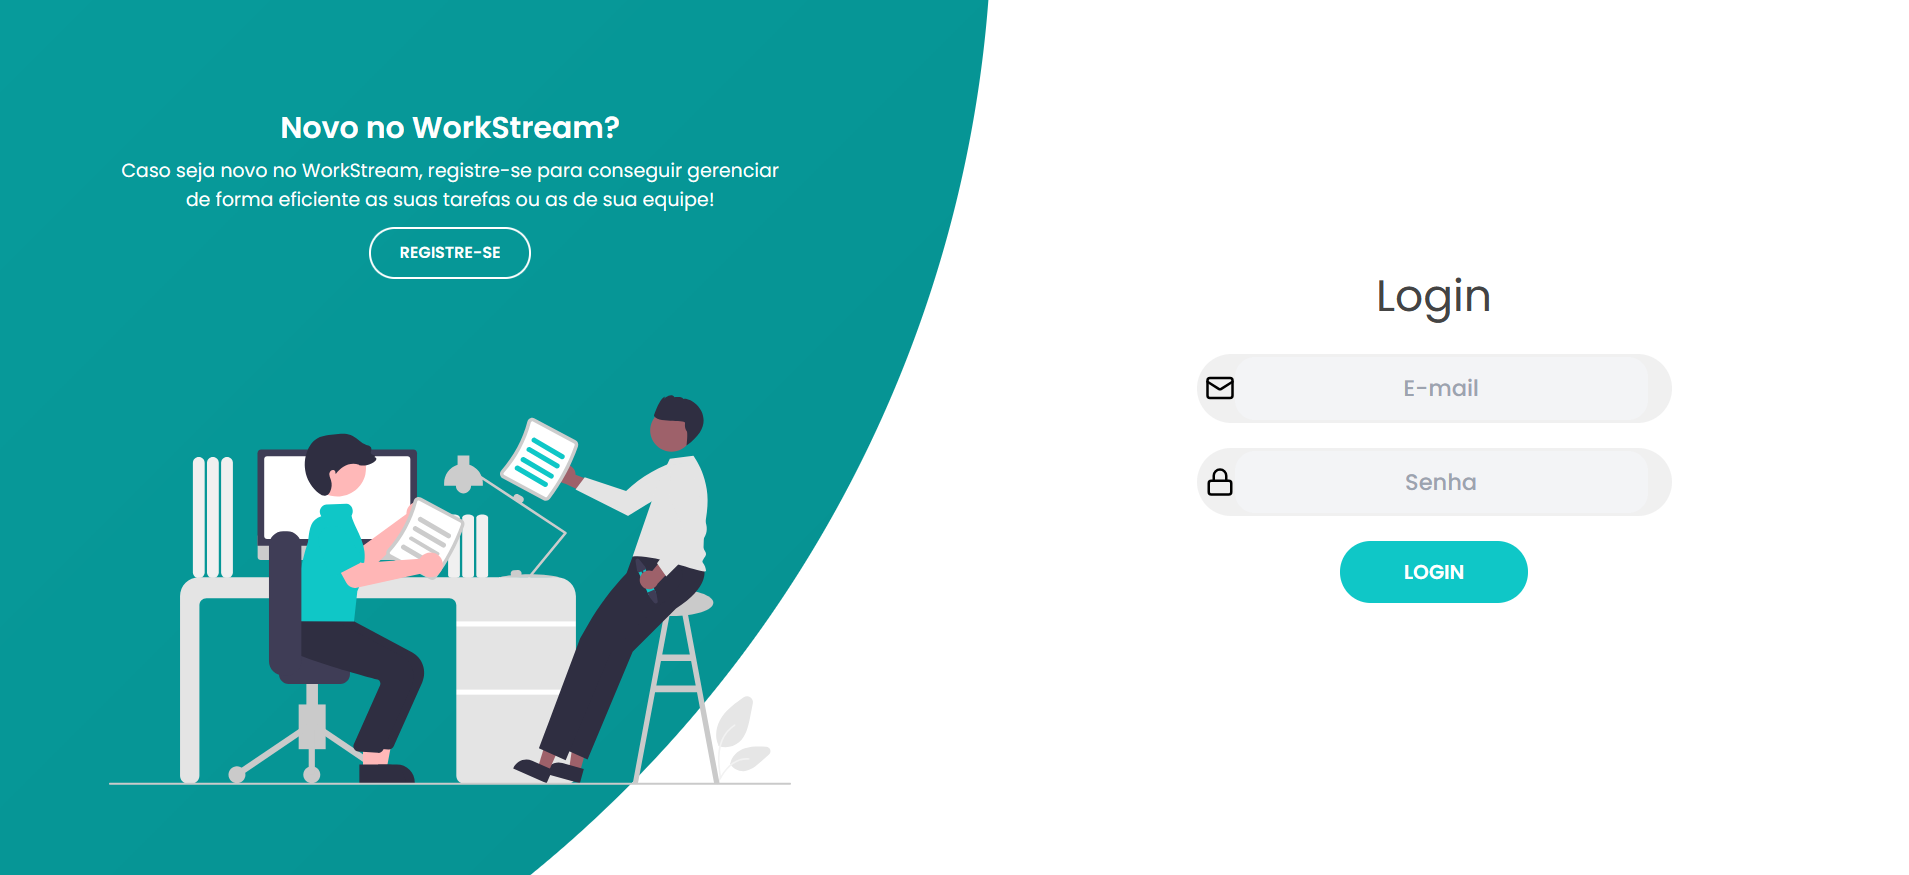 Novo no WorkStream?
Caso seja novo no WorkStream, registre-se para conseguir gerenciar
de forma eficiente as suas tarefas ou as de sua equipe!
REGISTRE-SE
Login
E-mail
Senha
LOGIN